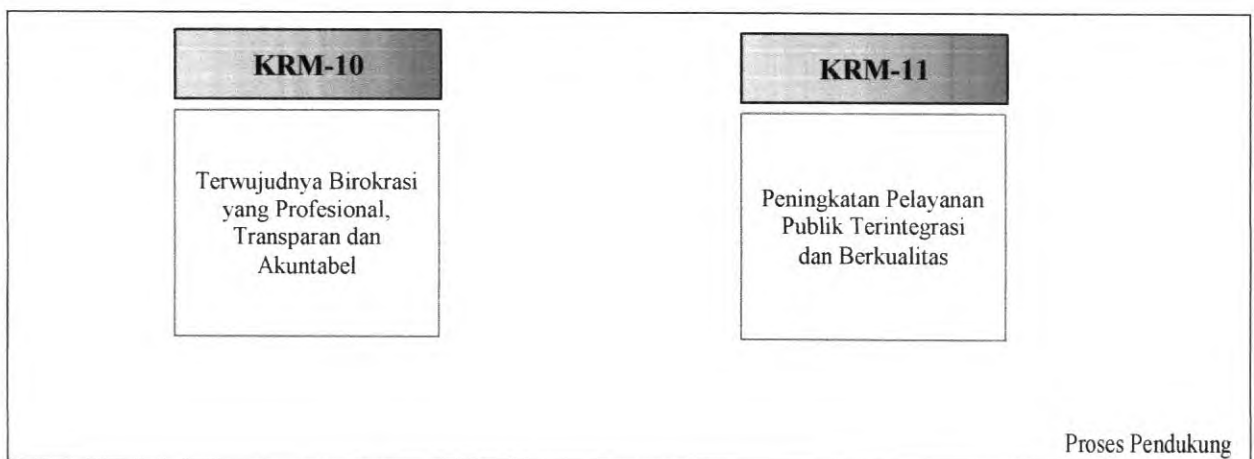 KRM-10
Terwujudnya Birokrasi
yang Profesional,
Transparan dan
Akuntabel
KRM-11
Peningkatan Pelayanan
Publik Terintegrasi
dan Berkualitas
Proses Pendukung